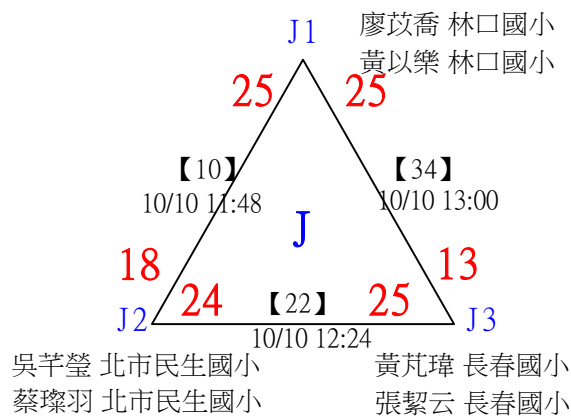 J1
廖苡喬 林口國小
黃以樂 林口國小
25
25
【10】
10/10 11:48
【34】
10/10 13:00
J
18
13
J2
24
【22】
25
J3
10/10 12:24
吳芊瑩 北市民生國小
蔡璨羽 北市民生國小
黃芃瑋 長春國小
張絜云 長春國小